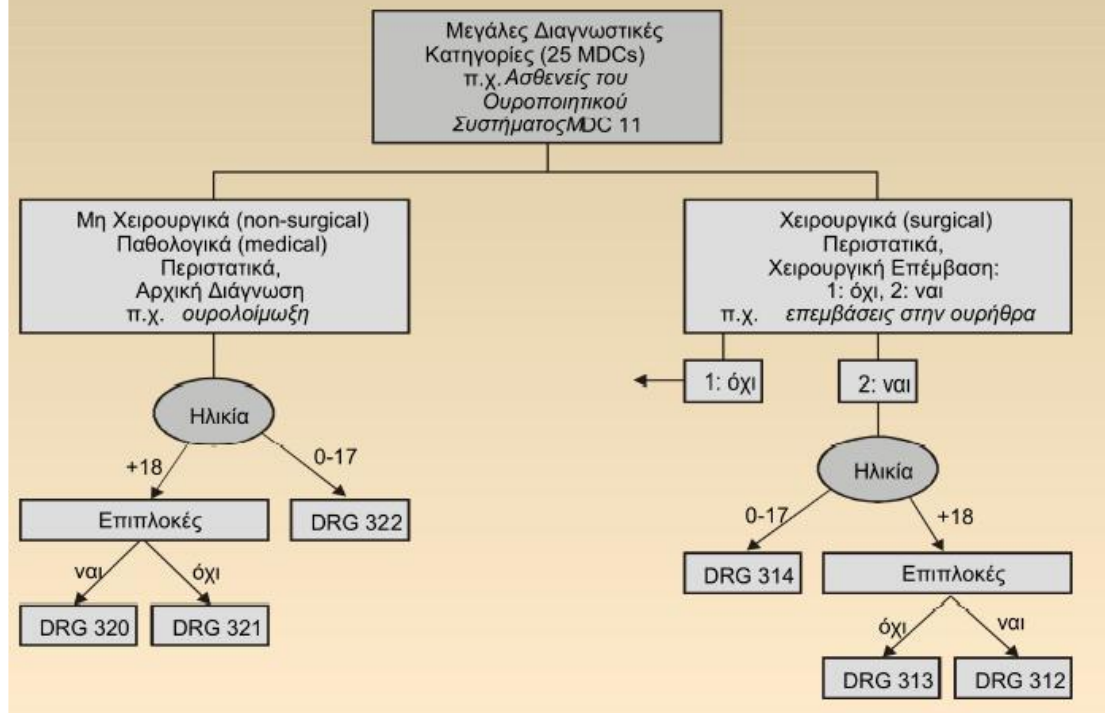 Μεγάλες Διαγνωστικές
Κατηγορίες (25 MDCs)
π.χ. Ασθενείς του
Ουροποιητικού
Συστήματος MDC 11
Μη Χειρουργικά (non-surgical)
Παθολογικά (medical)
Περιστατικά,
Αρχική Διάγνωση
π.χ. ουρολοίμωξη
Χειρουργικά (surgical)
Περιστατικά,
Χειρουργική Επέμβαση:
1: όχι, 2: ναι
π.χ. επεμβάσεις στην ουρήθρα
1: όχι
2: ναι
Ηλικία
+18
0-17
Επιπλοκές
DRG 322
ναι
όχι
DRG 320
DRG 321
Ηλικία
0-17
+18
DRG 314
Επιπλοκές
όχι
ναι
DRG 313
DRG 312